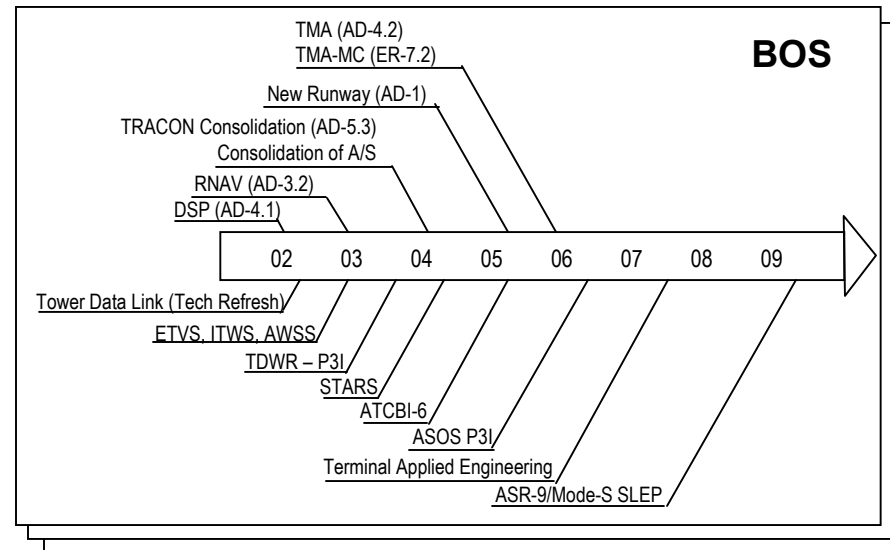 TMA (AD-4.2)
TMA-MC (ER-7.2)
BOS
New Runway (AD-1)
TRACON Consolidation (AD-5.3)
Consolidation of A/S
RNAV (AD-3.2)
DSP (AD-4.1)
02 03 04 05 06 07 08 09
Tower Data Link (Tech Refresh)
ETVS, ITWS, AWSS
TDWR – P3I
STARS
ATCBI-6
ASOS P3I
Terminal Applied Engineering
ASR-9/Mode-S SLEP